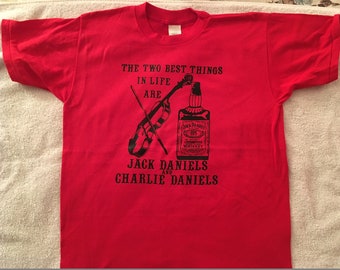 THE TWO BEST THINGS
IN LIFE
ARE
JACK DANIELS
AND
CHARLIE DANIELS